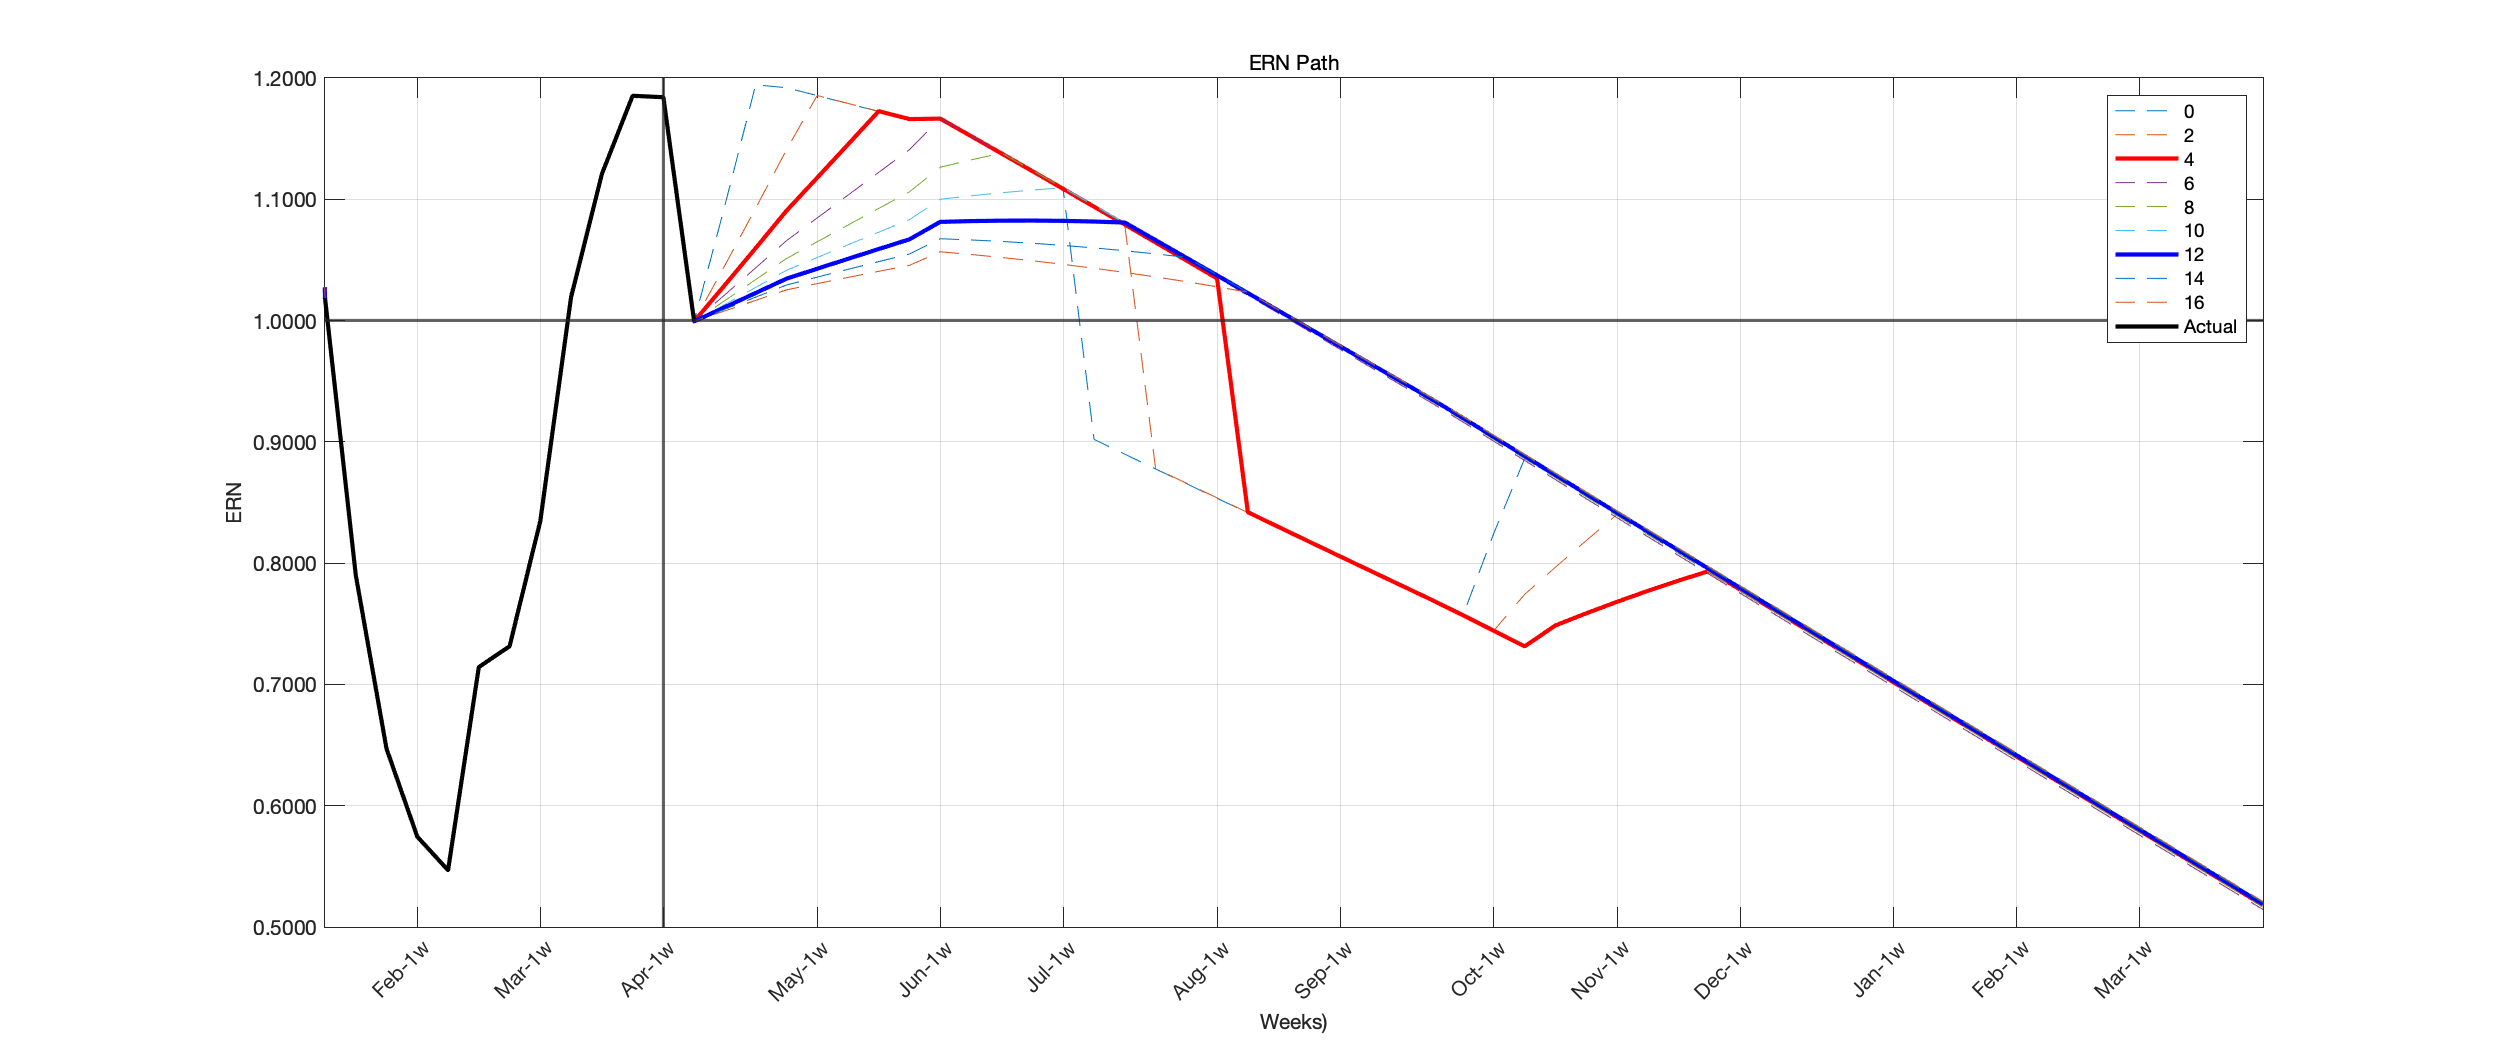 ERN Path
1.2000
1.1000
1.0000
0.9000
0.8000
0.7000
0.6000
0.5000
ERN
0
2
4
6
8
10
12
14
16
Actual
Feb-1w
Mar-1w
Apr-1w
May-1w
Jun-1w
Jul-1w
Aug-1w
Sep-1w
Oct-1w
Nov-1w
Dec-1w
Jan-1w
Feb-1w
Mar-1w
Weeks)